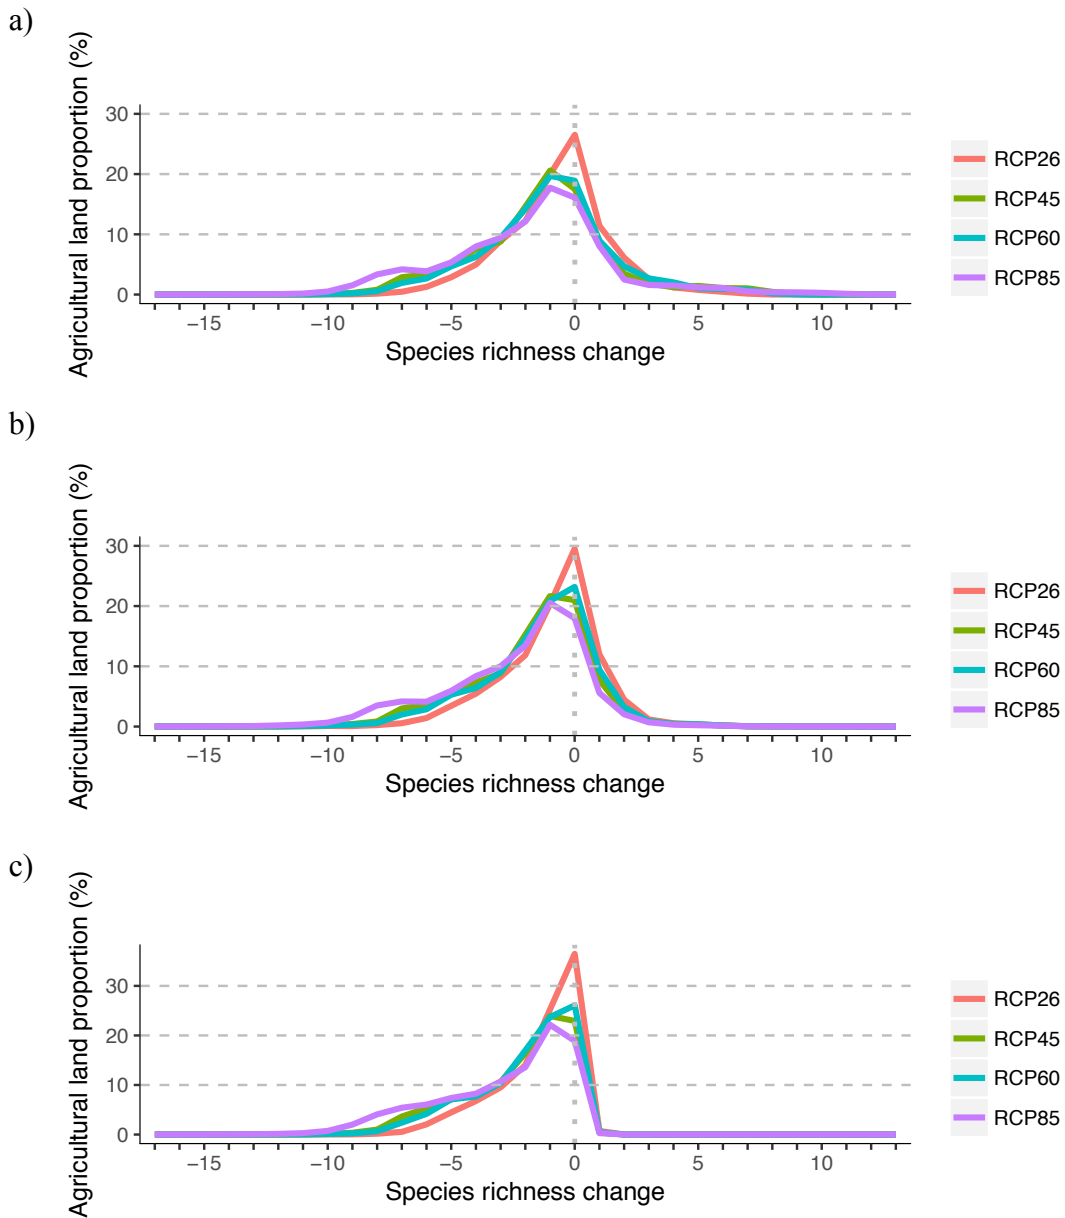 a)
Agricultural land proportion (%)
30
20
10
0
−15 −10 −5 0 5 10
Species richness change
RCP26
RCP45
RCP60
RCP85
b)
Agricultural land proportion (%)
30
20
10
0
−15 −10 −5 0 5 10
Species richness change
RCP26
RCP45
RCP60
RCP85
c)
Agricultural land proportion (%)
30
20
10
0
−15 −10 −5 0 5 10
Species richness change
RCP26
RCP45
RCP60
RCP85